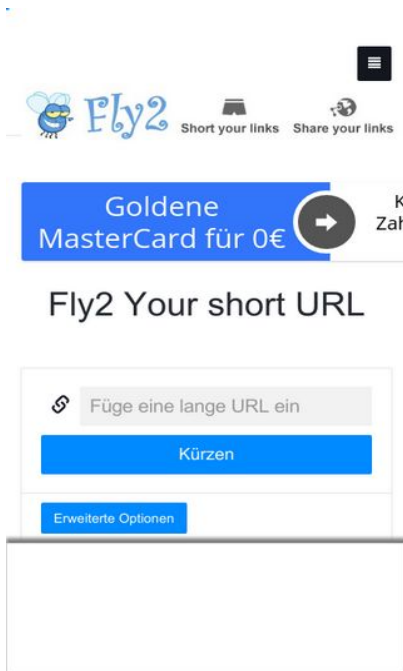 Fly2
Short your links
Share your links
Goldene
MasterCard für 0€
K
Zah
Fly2 Your short URL
Füge eine lange URL ein
Kürzen
Erweiterte Optionen